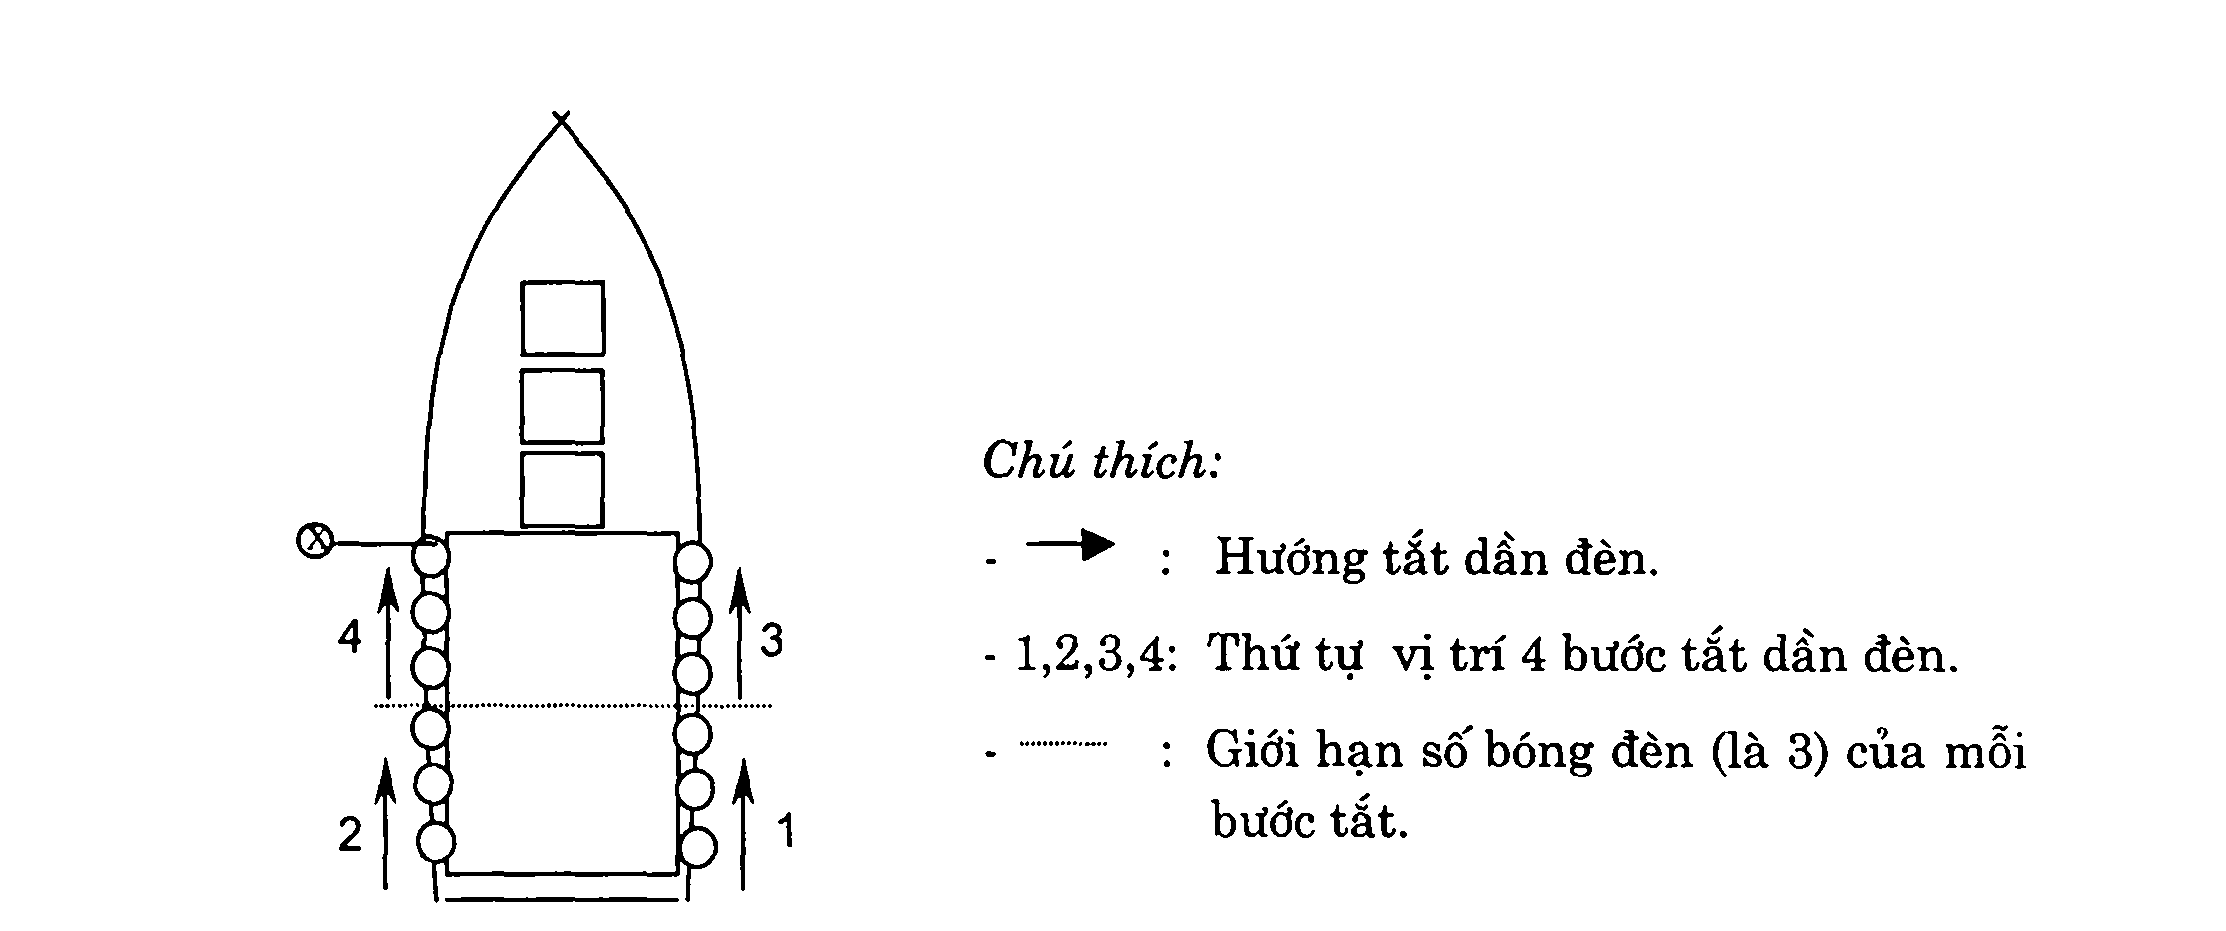 Chú thích:
- : Hướng tắt dần đèn.
4
3
- 1,2,3,4: Thứ tự vị trí 4 bước tắt dần đèn.
- : Giới hạn số bóng đèn (là 3) của mỗi
bước tắt.
2
1